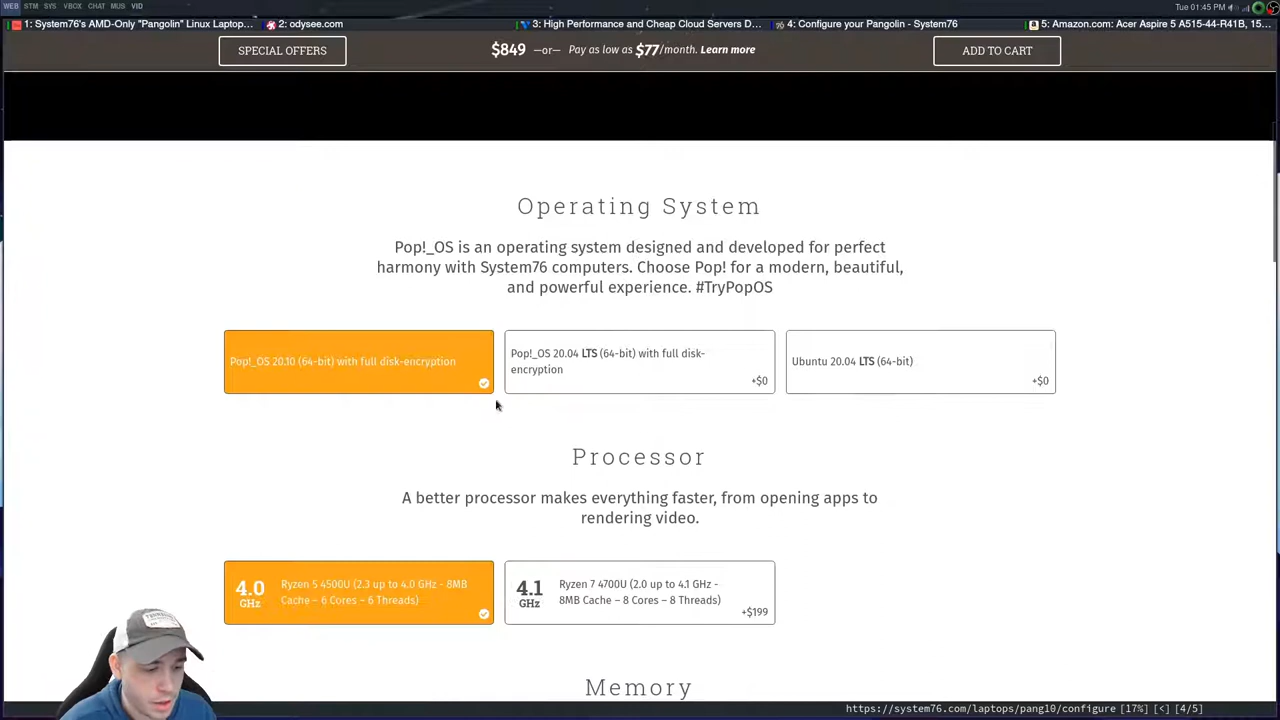 WEB STM SYS VBOX CHAT MUS VID
Tue 01:45 PM
1: System76's AMD-Only "Pangolin" Linux Laptop...
2: odysee.com
3: High Performance and Cheap Cloud Servers D...
4: Configure your Pangolin - System76
5: Amazon.com: Acer Aspire 5 A515-44-R41B, 15...
SPECIAL OFFERS
$849 —or— Pay as low as $77/month. Learn more
ADD TO CART
Operating System
Pop!_OS is an operating system designed and developed for perfect
harmony with System76 computers. Choose Pop! for a modern, beautiful,
and powerful experience. #TryPopOS
Pop!_OS 20.10 (64-bit) with full disk-encryption
Pop!_OS 20.04 LTS (64-bit) with full disk-
encryption
+$0
Ubuntu 20.04 LTS (64-bit)
+$0
Processor
A better processor makes everything faster, from opening apps to
rendering video.
4.0
GHz
Ryzen 5 4500U (2.3 up to 4.0 GHz - 8MB
Cache – 6 Cores – 6 Threads)
4.1
GHz
Ryzen 7 4700U (2.0 up to 4.1 GHz -
8MB Cache – 8 Cores – 8 Threads)
+$199
Memory
https://system76.com/laptops/pang10/configure [17%] [<] [4/5]